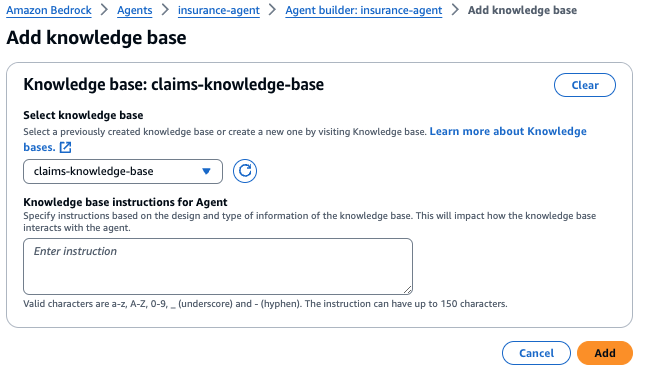 Amazon Bedrock > Agents > insurance-agent > Agent builder: insurance-agent > Add knowledge base
Add knowledge base
Knowledge base: claims-knowledge-base
Clear
Select knowledge base
Select a previously created knowledge base or create a new one by visiting Knowledge base. Learn more about Knowledge
bases.
claims-knowledge-base
Knowledge base instructions for Agent
Specify instructions based on the design and type of information of the knowledge base. This will impact how the knowledge base
interacts with the agent.
Enter instruction
Valid characters are a-z, A-Z, 0-9, _ (underscore) and - (hyphen). The instruction can have up to 150 characters.
Cancel
Add